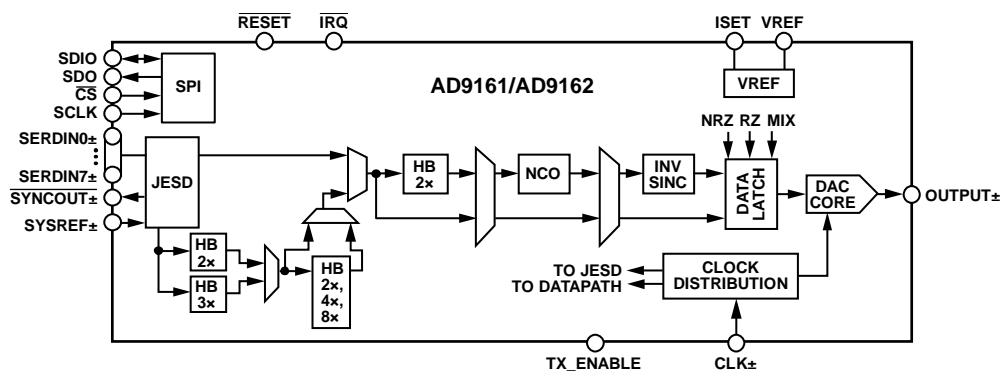 RESET IRQ ISET VREF
SDIO
SDO
CS
SCLK
SPI
AD9161/AD9162
VREF
NRZ RZ MIX
SERDIN0±
SERDIN7±
SYNCOUT±
SYSREF±
JESD
HB
2×
NCO
INV
SINC
DATA
LATCH
DAC
CORE
OUTPUT±
HB
2×
HB
3×
HB
2×,
4×,
8×
TO JESD
TO DATAPATH
CLOCK
DISTRIBUTION
TX_ENABLE
CLK±